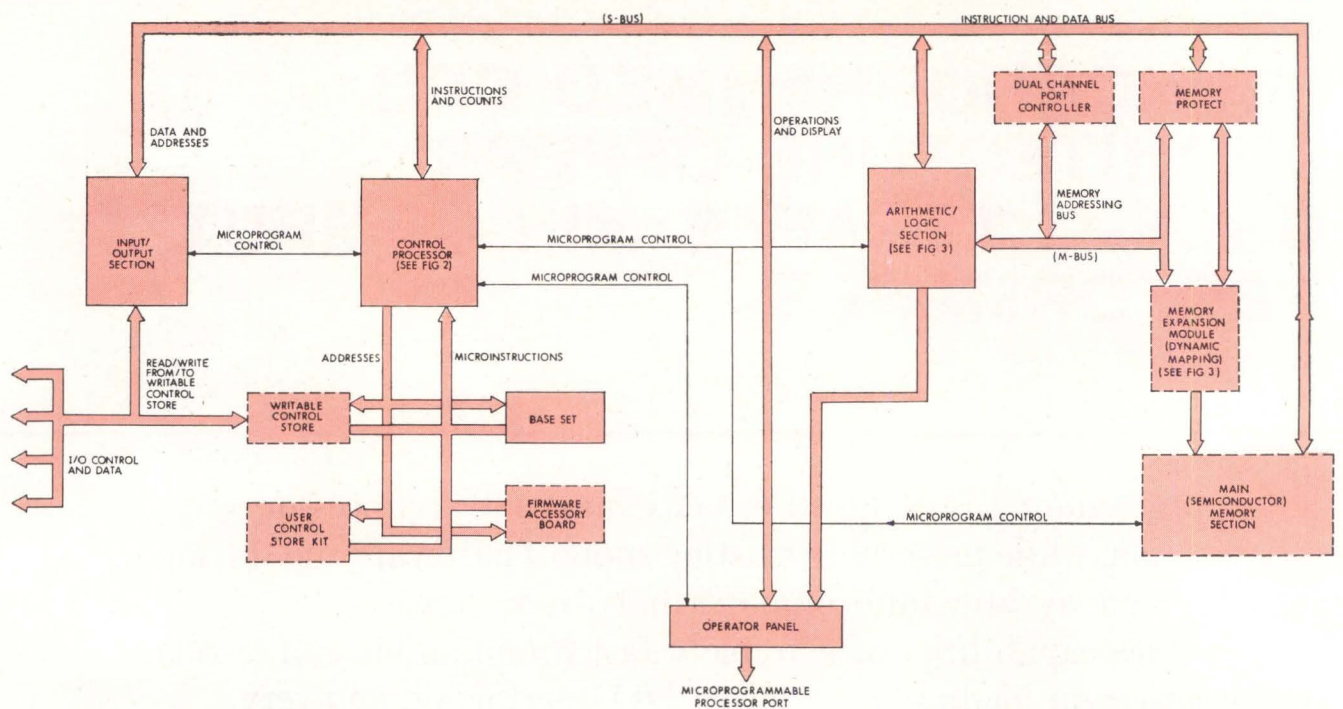 (S-BUS)
INSTRUCTION AND DATA BUS
INSTRUCTIONS
AND COUNTS
DATA AND
ADDRESSES
OPERATIONS
AND DISPLAY
DUAL CHANNEL
PORT
CONTROLLER
MEMORY
PROTECT
INPUT/
OUTPUT
SECTION
MICROPROGRAM
CONTROL
CONTROL
PROCESSOR
(SEE FIG 2)
MICROPROGRAM CONTROL
MICROPROGRAM CONTROL
ARITHMETIC/
LOGIC
SECTION
(SEE FIG 3)
MEMORY
ADDRESSING
BUS
(M-BUS)
MEMORY
EXPANSION
MODULE
(DYNAMIC
MAPPING)
(SEE FIG 3)
READ/WRITE
FROM/TO
WRITABLE
CONTROL
STORE
ADDRESSES
MICROINSTRUCTIONS
WRITABLE
CONTROL
STORE
BASE SET
I/O CONTROL
AND DATA
USER
CONTROL
STORE KIT
FIRMWARE
ACCESSORY
BOARD
MICROPROGRAM CONTROL
MAIN
(SEMICONDUCTOR)
MEMORY
SECTION
OPERATOR PANEL
MICROPROGRAMMABLE
PROCESSOR PORT